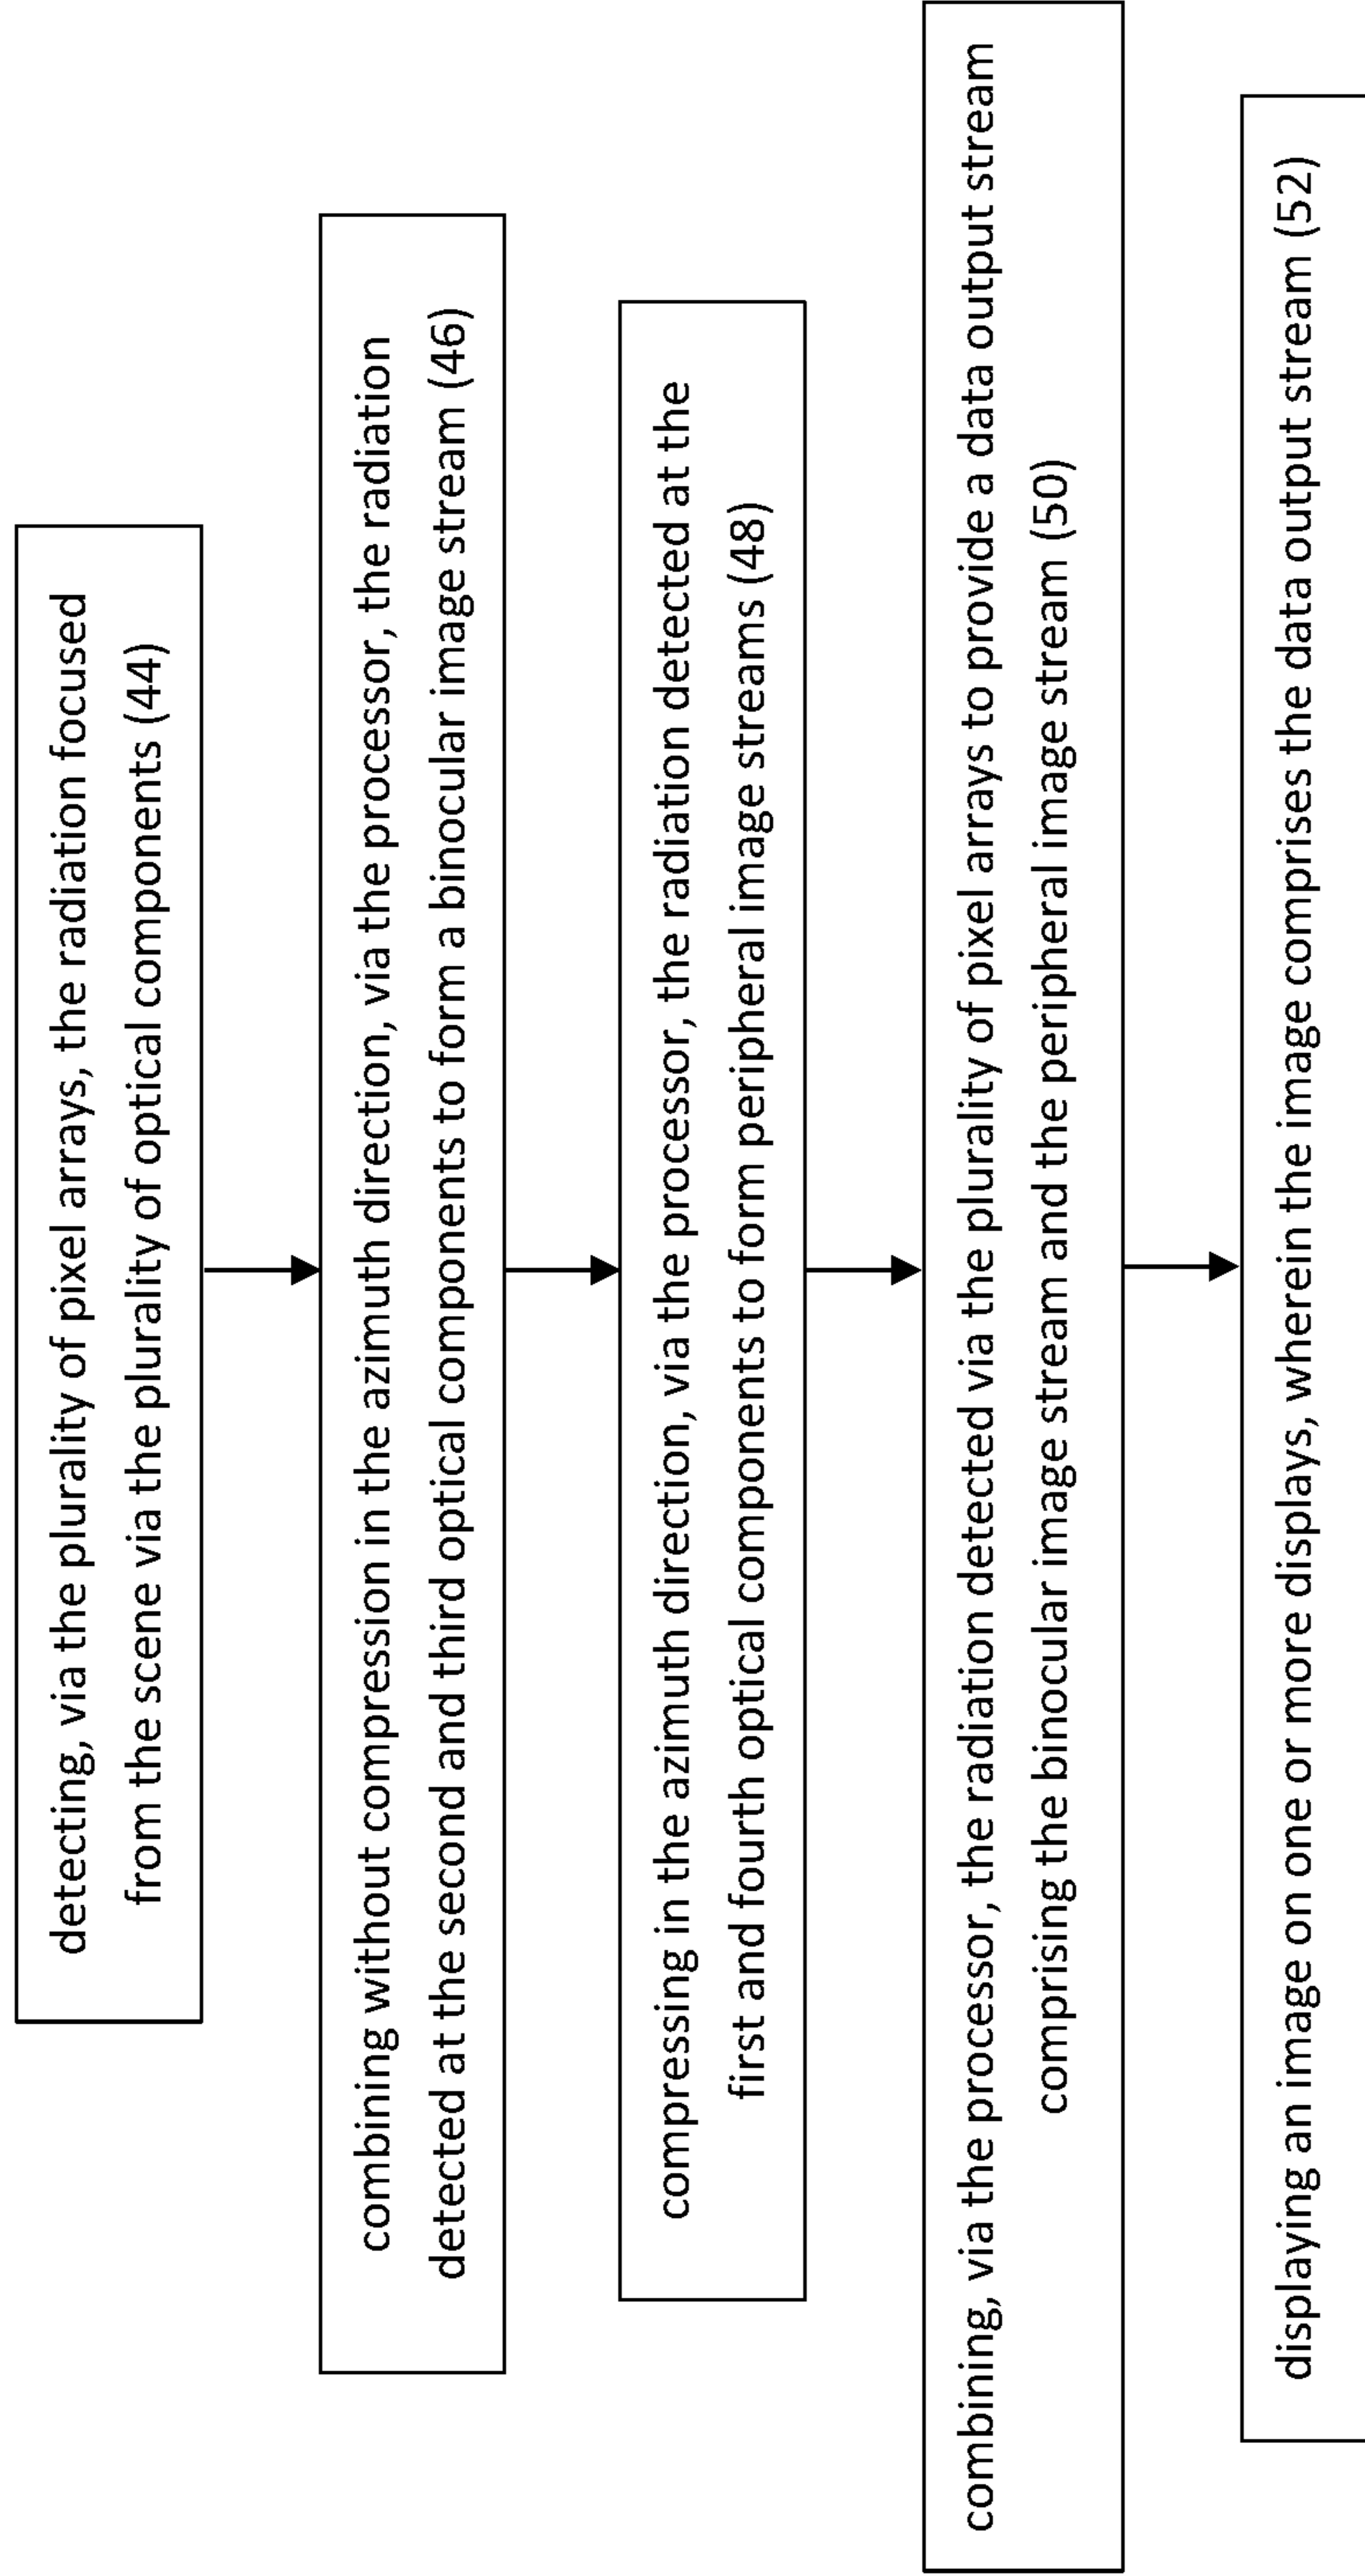 detecting, via the plurality of pixel arrays, the radiation focused
from the scene via the plurality of optical components (44)
combining without compression in the azimuth direction, via the processor, the radiation
detected at the second and third optical components to form a binocular image stream (46)
compressing in the azimuth direction, via the processor, the radiation detected at the
first and fourth optical components to form peripheral image streams (48)
combining, via the processor, the radiation detected via the plurality of pixel arrays to provide a data output stream
comprising the binocular image stream and the peripheral image stream (50)
displaying an image on one or more displays, wherein the image comprises the data output stream (52)